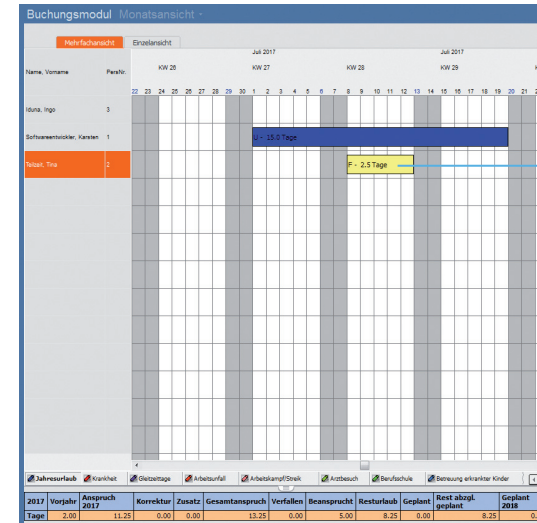 Buchungsmodul Monatsansicht
Mehrfachansicht Einzelansicht
Juli 2017 Juli 2017
Name, Vorname PersNr. KW 26 KW 27 KW 28 KW 29
22 23 24 25 26 27 28 29 30 1 2 3 4 5 6 7 8 9 10 11 12 13 14 15 16 17 18 19 20 21
Iduna, Ingo 3
Softwareentwickler, Karsten 1 U - 15.0 Tage
Teilzeit, Tina 2 F - 2.5 Tage
Jahresurlaub Krankheit Gleitzeittage Arbeitsunfall Arbeitskampf/Streik Arztbesuch Berufsschule Betreuung erkrankter Kinder
2017 Vorjahr Anspruch 2017 Korrektur Zusatz Gesamtanspruch Verfallen Beansprucht Resturlaub Geplant Rest abzgl. geplant Geplant 2018
Tage 2.00 11.25 0.00 0.00 13.25 0.00 5.00 8.25 0.00 8.25